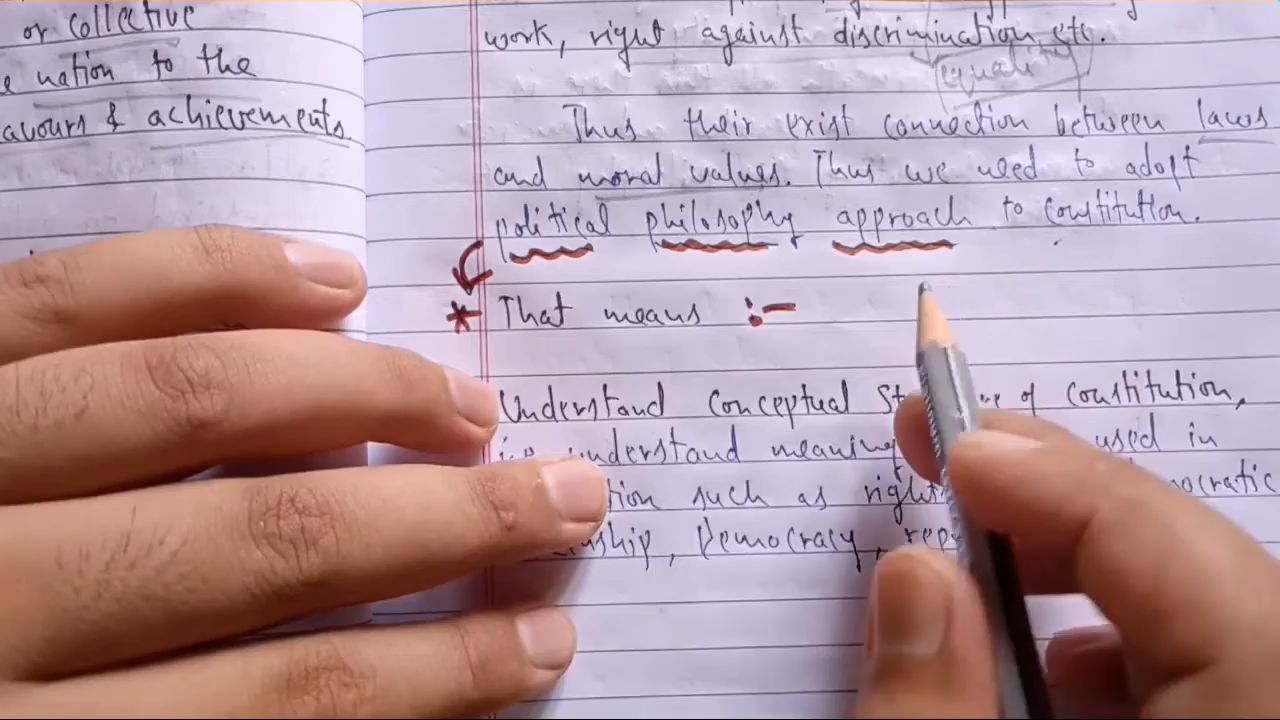 or collective
nation to the
avours & achievements.
work, right against discrimination etc.
equality
Thus their exist connection between laws
and moral values. Thus we need to adopt
political philosophy approach to constitution.
* That means :-
Understand conceptual of constitution,
i.e understand meaning used in
such as rights
Democracy,